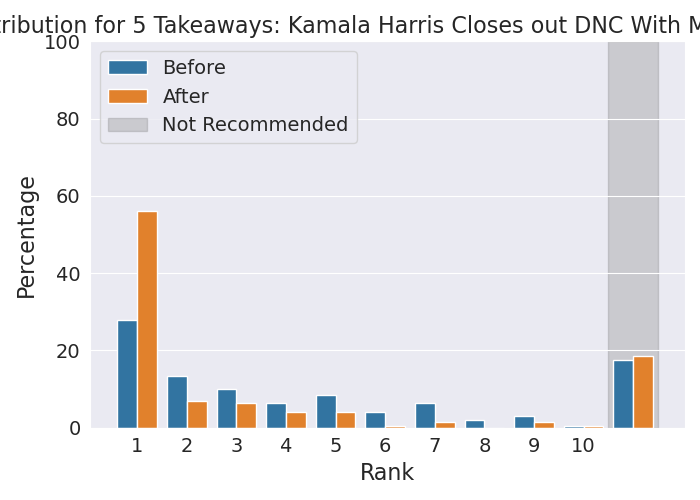 ribution for 5 Takeaways: Kamala Harris Closes out DNC With M
100
80
60
40
20
0
Percentage
Before
After
Not Recommended
1 2 3 4 5 6 7 8 9 10
Rank